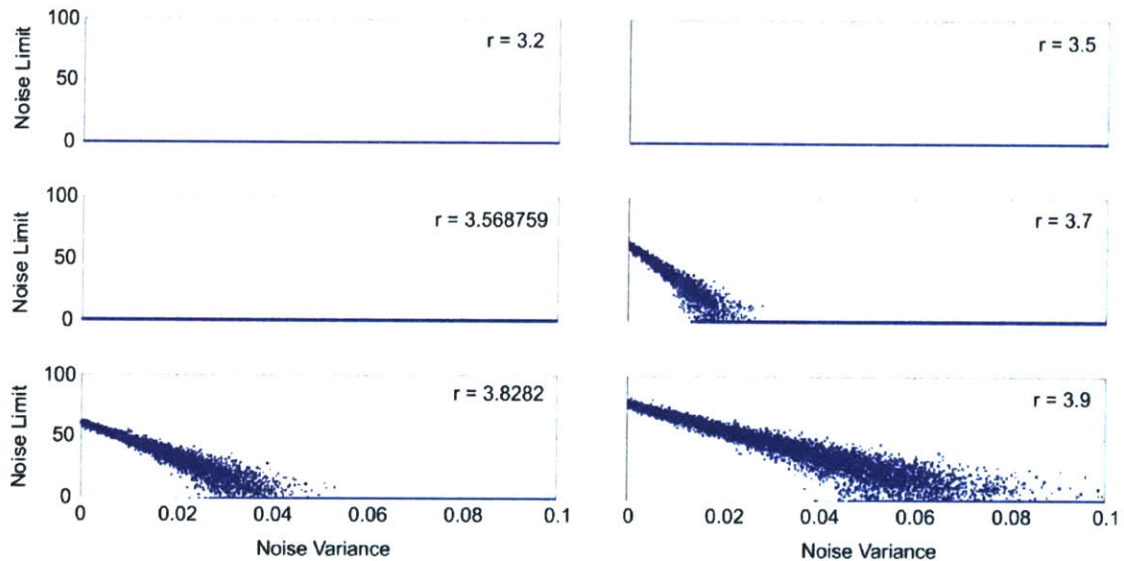 100
50
0
Noise Limit
r = 3.2
r = 3.5
100
50
0
Noise Limit
r = 3.568759
r = 3.7
100
50
0
Noise Limit
r = 3.8282
r = 3.9
0 0.02 0.04 0.06 0.08 0.1
Noise Variance
0 0.02 0.04 0.06 0.08 0.1
Noise Variance